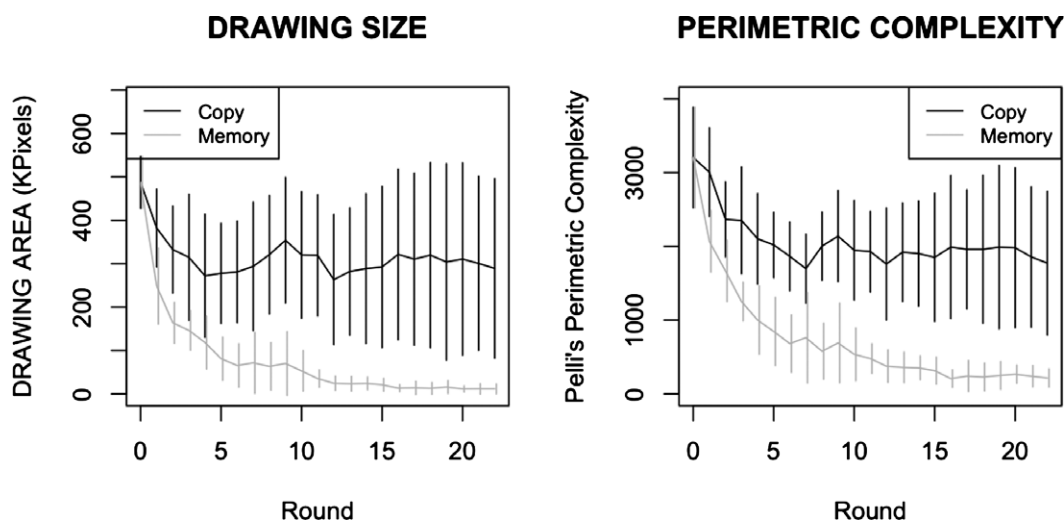 DRAWING SIZE
DRAWING AREA (KPixels)
600
400
200
0
Copy
Memory
0 5 10 15 20
Round
PERIMETRIC COMPLEXITY
Pelli's Perimetric Complexity
3000
1000
0
Copy
Memory
0 5 10 15 20
Round